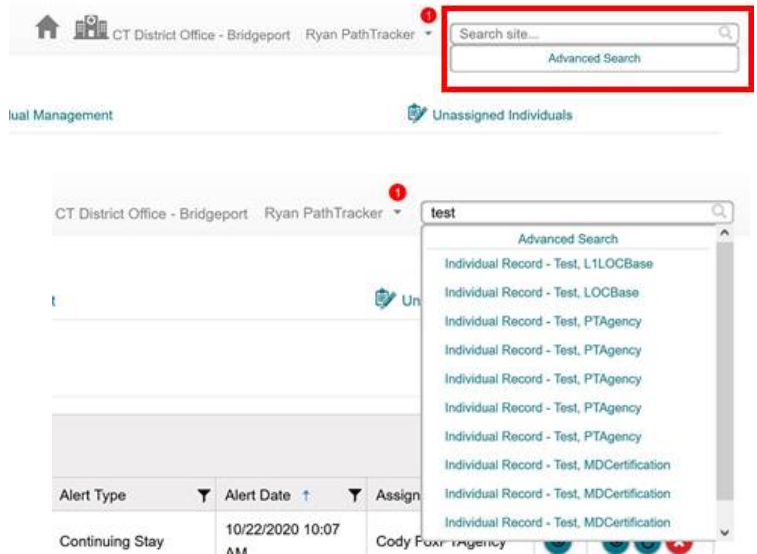 1
CT District Office - Bridgeport Ryan PathTracker Search site...
Advanced Search
ual Management Unassigned Individuals
1
CT District Office - Bridgeport Ryan PathTracker test
Advanced Search
Individual Record - Test, L1LOCBase
Individual Record - Test, LOCBase
t Un
Individual Record - Test, PTAgency
Individual Record - Test, PTAgency
Individual Record - Test, PTAgency
Individual Record - Test, PTAgency
Individual Record - Test, PTAgency
Individual Record - Test, MDCertification
Individual Record - Test, MDCertification
Individual Record - Test, MDCertification
Alert Type Alert Date Assign
Continuing Stay 10/22/2020 10:07 AM Cody